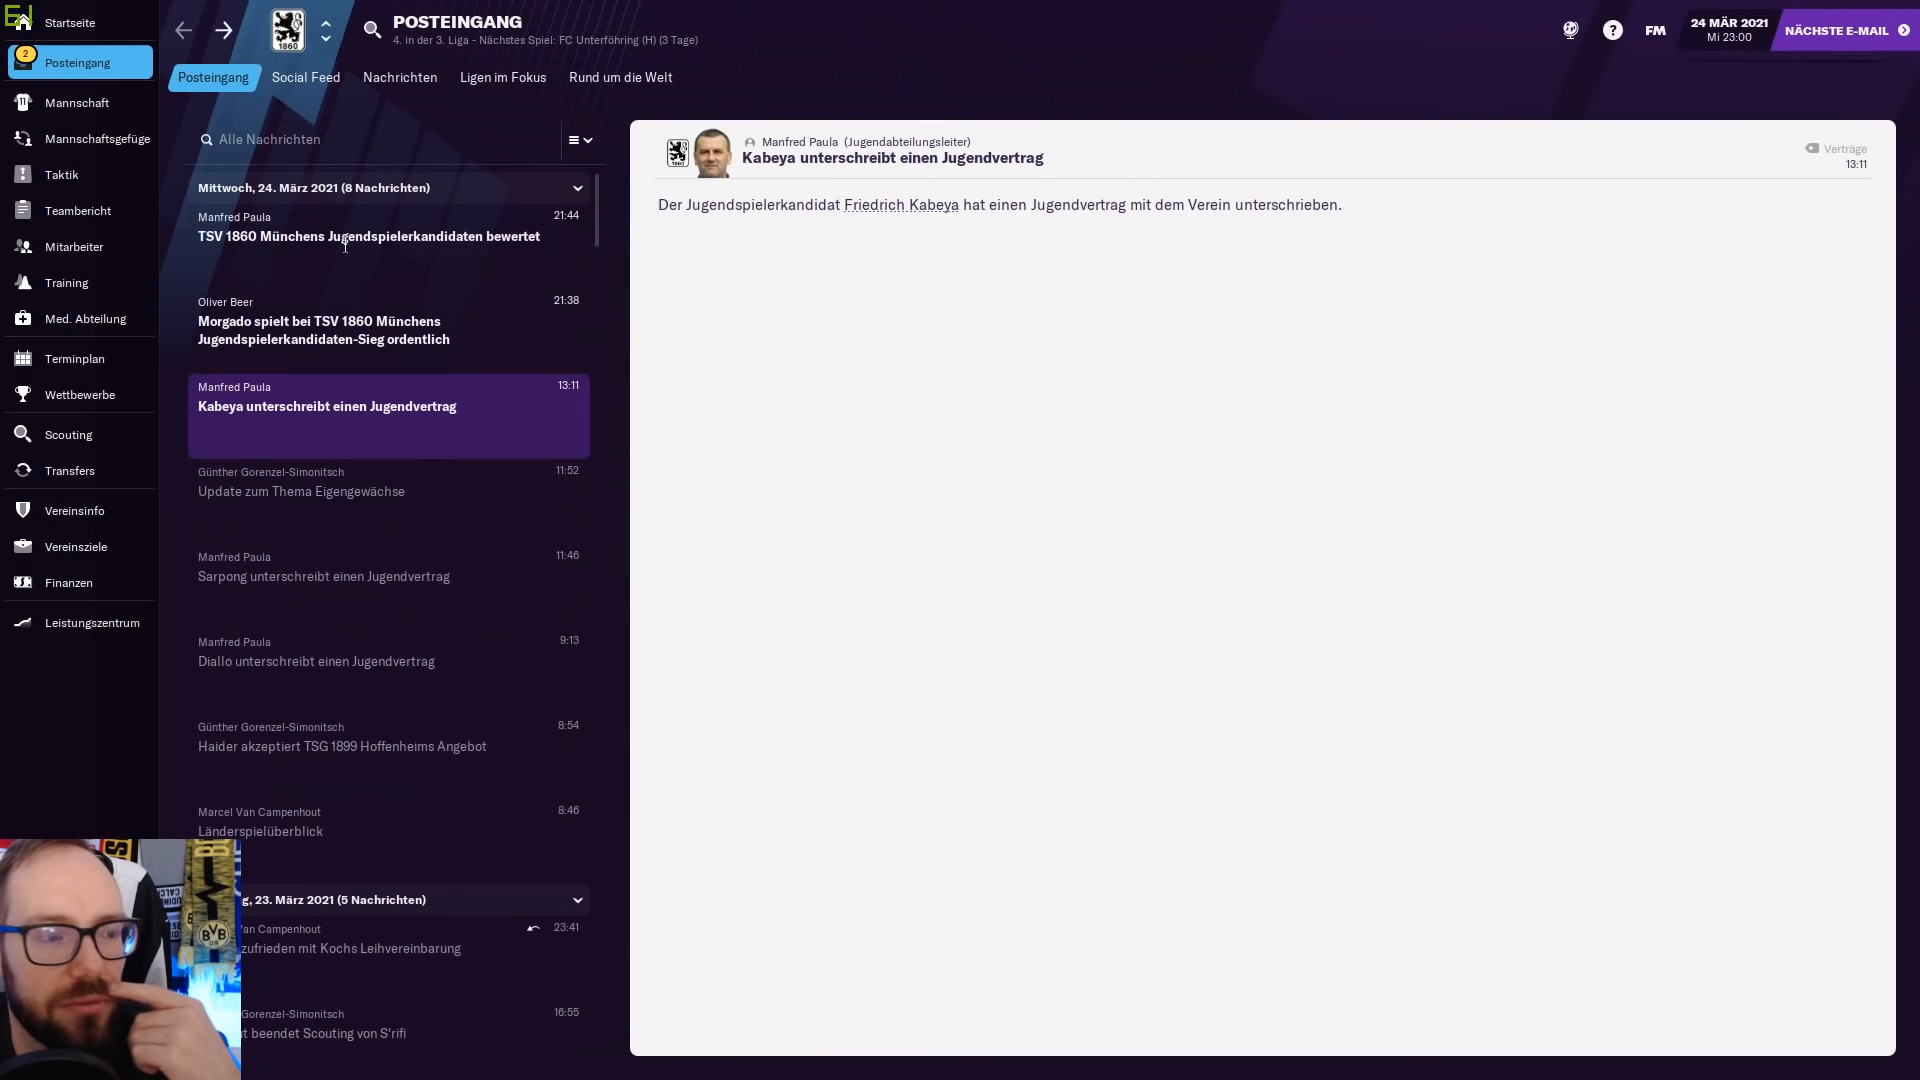 Startseite
2
Posteingang
Mannschaft
Mannschaftsgefüge
Taktik
Teambericht
Mitarbeiter
Training
Med. Abteilung
Terminplan
Wettbewerbe
Scouting
Transfers
Vereinsinfo
Vereinsziele
Finanzen
Leistungszentrum
1860
POSTEINGANG
4. in der 3. Liga - Nächstes Spiel: FC Unterföhring (H) (3 Tage)
FM
24 MÄR 2021
Mi 23:00
NÄCHSTE E-MAIL
Posteingang
Social Feed
Nachrichten
Ligen im Fokus
Rund um die Welt
Alle Nachrichten
Mittwoch, 24. März 2021 (8 Nachrichten)
Manfred Paula 21:44
TSV 1860 Münchens Jugendspielerkandidaten bewertet
Oliver Beer 21:38
Morgado spielt bei TSV 1860 Münchens
Jugendspielerkandidaten-Sieg ordentlich
Manfred Paula 13:11
Kabeya unterschreibt einen Jugendvertrag
Günther Gorenzel-Simonitsch 11:52
Update zum Thema Eigengewächse
Manfred Paula 11:46
Sarpong unterschreibt einen Jugendvertrag
Manfred Paula 9:13
Diallo unterschreibt einen Jugendvertrag
Günther Gorenzel-Simonitsch 8:54
Haider akzeptiert TSG 1899 Hoffenheims Angebot
Marcel Van Campenhout 8:46
Länderspielüberblick
g, 23. März 2021 (5 Nachrichten)
Van Campenhout 23:41
zufrieden mit Kochs Leihvereinbarung
Gorenzel-Simonitsch 16:55
ut beendet Scouting von S'rifi
Manfred Paula (Jugendabteilungsleiter)
Kabeya unterschreibt einen Jugendvertrag
Verträge
13:11
Der Jugendspielerkandidat Friedrich Kabeya hat einen Jugendvertrag mit dem Verein unterschrieben.
BVB
09